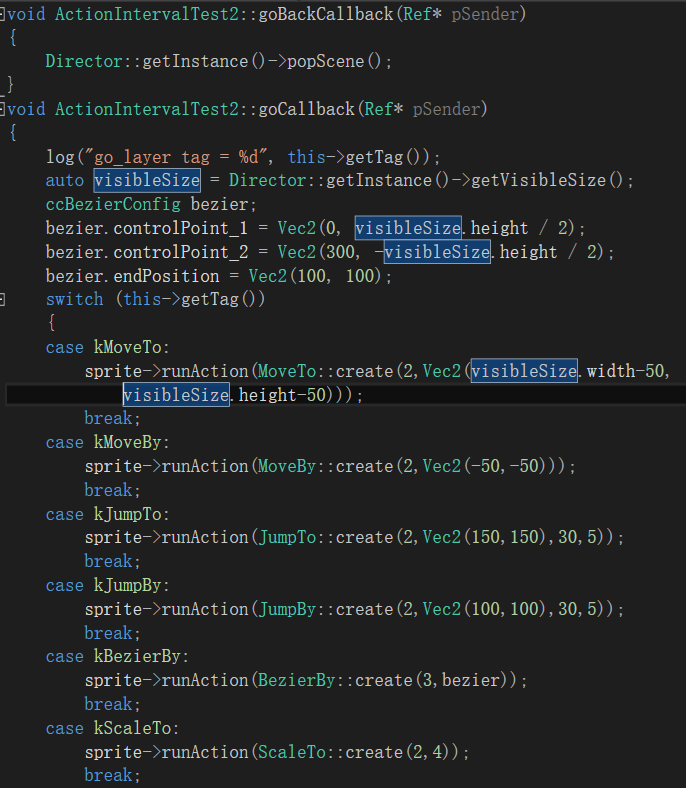 void ActionIntervalTest2::goBackCallback(Ref* pSender)
{
    Director::getInstance()->popScene();
}
void ActionIntervalTest2::goCallback(Ref* pSender)
{
    log("go_layer tag = %d", this->getTag());
    auto visibleSize = Director::getInstance()->getVisibleSize();
    ccBezierConfig bezier;
    bezier.controlPoint_1 = Vec2(0, visibleSize.height / 2);
    bezier.controlPoint_2 = Vec2(300, -visibleSize.height / 2);
    bezier.endPosition = Vec2(100, 100);
    switch (this->getTag())
    {
    case kMoveTo:
        sprite->runAction(MoveTo::create(2,Vec2(visibleSize.width-50,
            visibleSize.height-50)));
        break;
    case kMoveBy:
        sprite->runAction(MoveBy::create(2,Vec2(-50,-50)));
        break;
    case kJumpTo:
        sprite->runAction(JumpTo::create(2,Vec2(150,150),30,5));
        break;
    case kJumpBy:
        sprite->runAction(JumpBy::create(2,Vec2(100,100),30,5));
        break;
    case kBezierBy:
        sprite->runAction(BezierBy::create(3,bezier));
        break;
    case kScaleTo:
        sprite->runAction(ScaleTo::create(2,4));
        break;